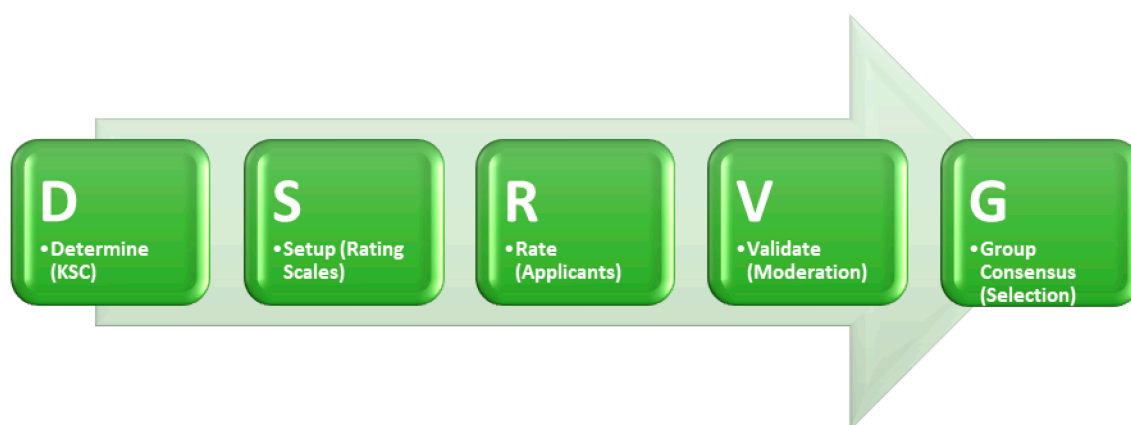 D
•Determine
(KSC)
S
•Setup (Rating
Scales)
R
•Rate
(Applicants)
V
•Validate
(Moderation)
G
•Group
Consensus
(Selection)